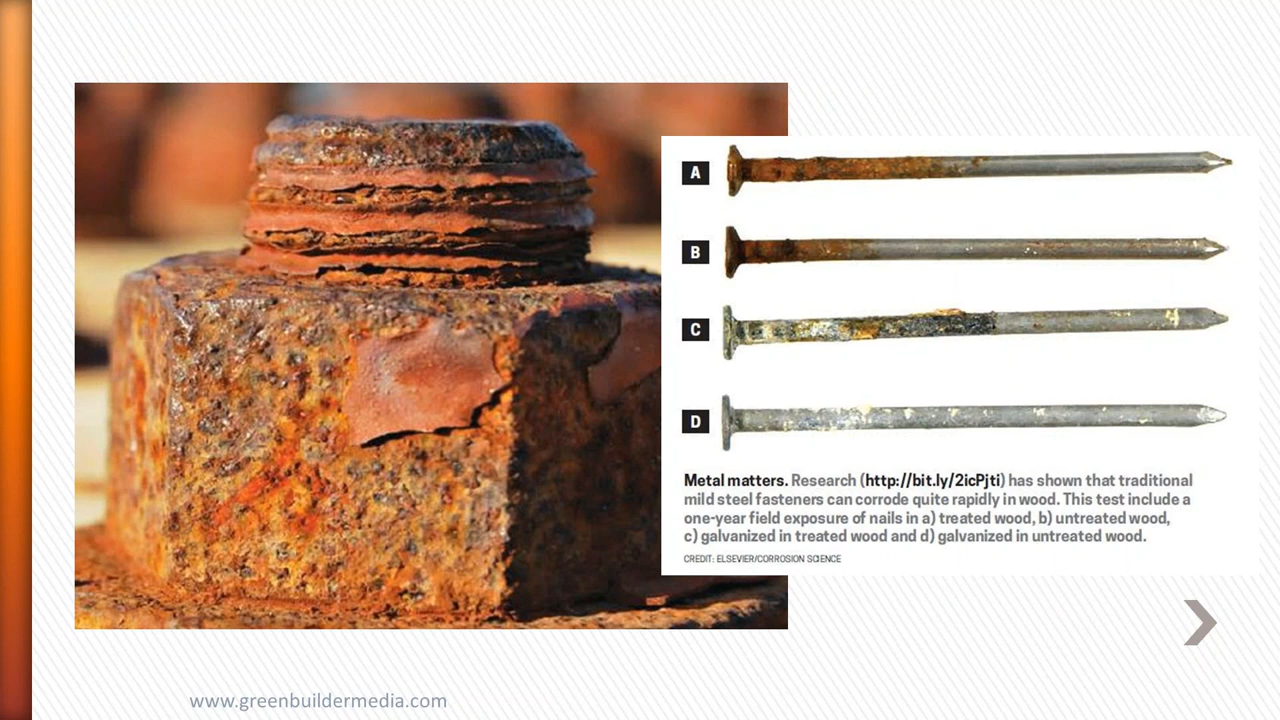 A
B
C
D
Metal matters. Research (http://bit.ly/2icPjti) has shown that traditional
mild steel fasteners can corrode quite rapidly in wood. This test include a
one-year field exposure of nails in a) treated wood, b) untreated wood,
c) galvanized in treated wood and d) galvanized in untreated wood.
CREDIT: ELSEVIER/CORROSION SCIENCE
www.greenbuildermedia.com